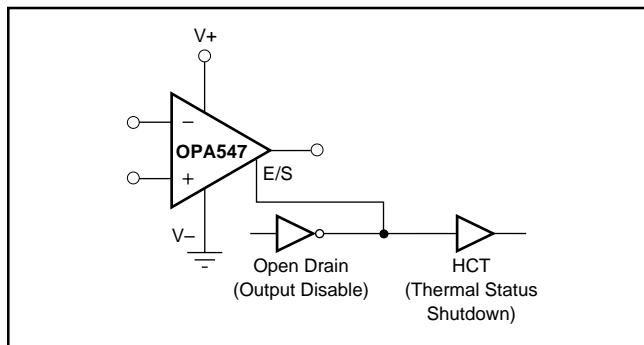 V+
−
OPA547
+
E/S
V–
Open Drain
(Output Disable)
HCT
(Thermal Status
Shutdown)